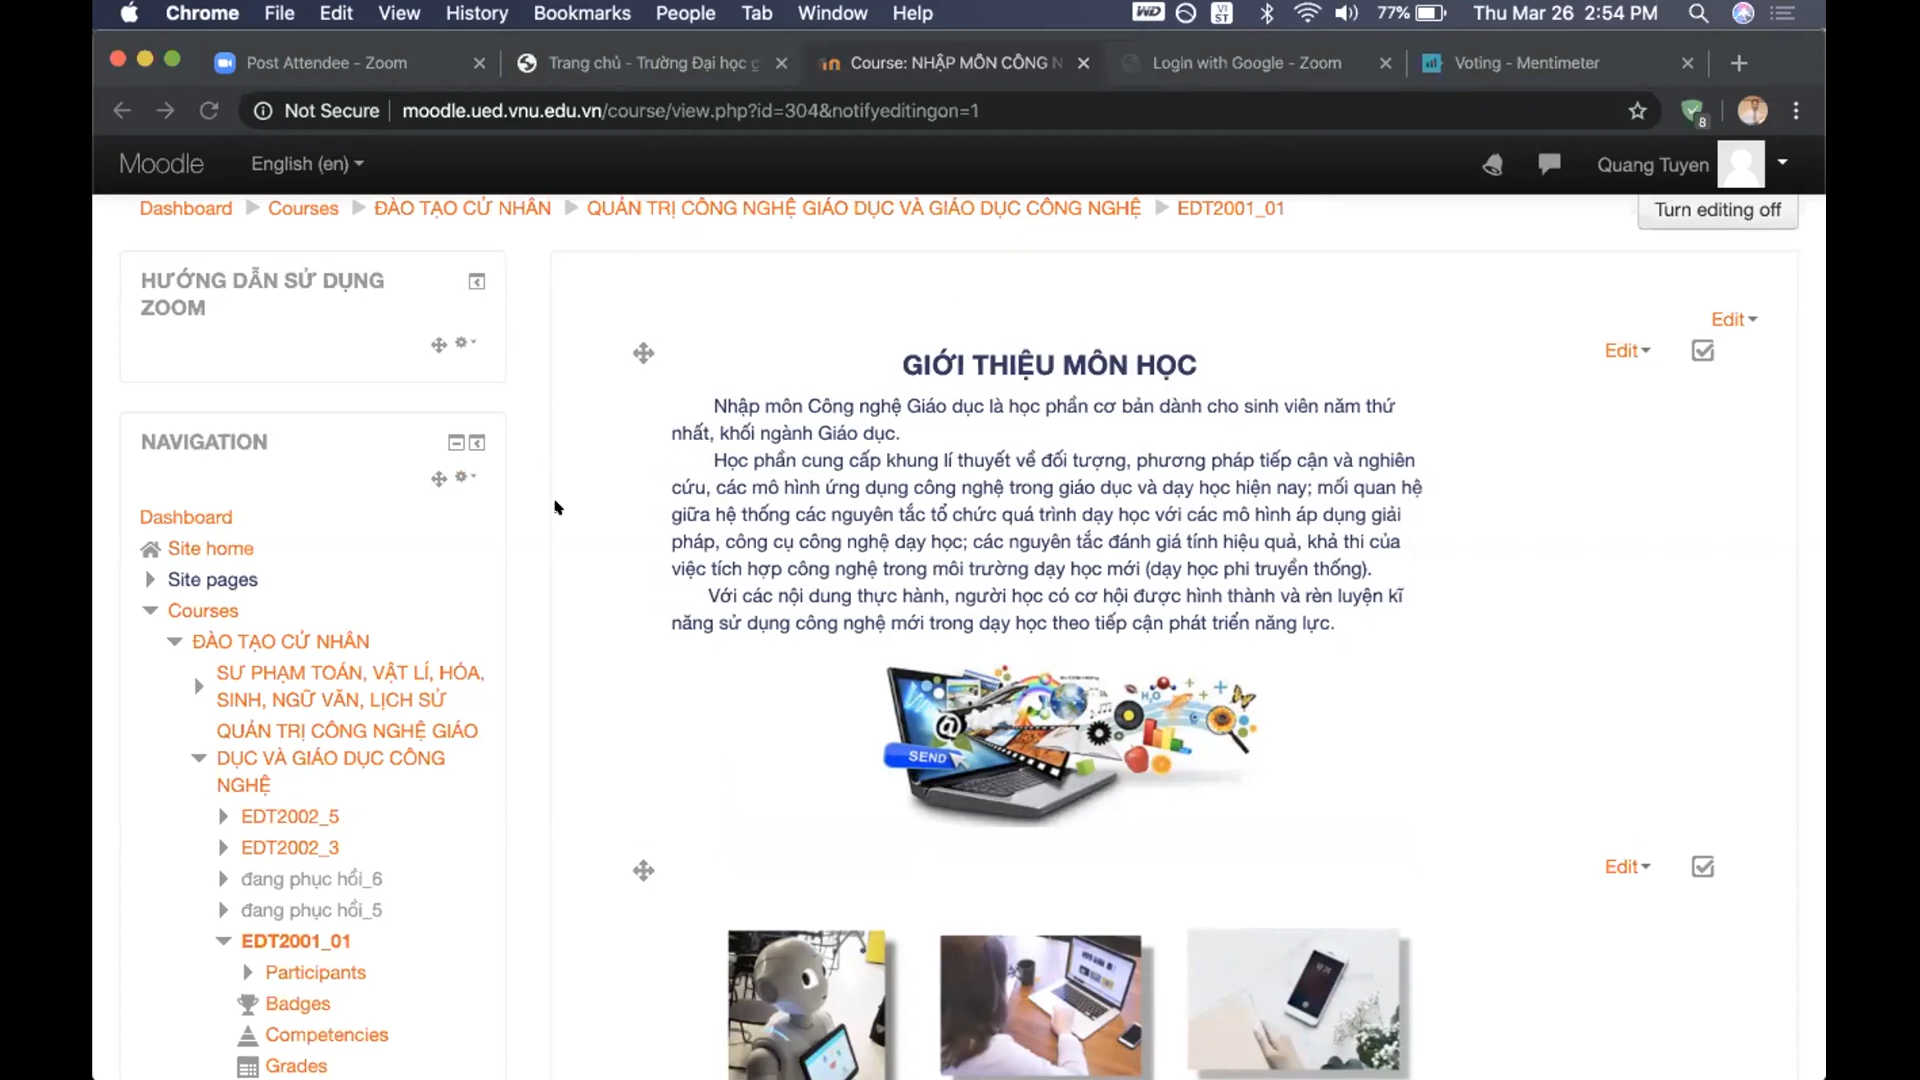 Chrome File Edit View History Bookmarks People Tab Window Help WD VI ST 77% Thu Mar 26 2:54 PM
Post Attendee - Zoom Trang chủ - Trường Đại học g Course: NHẬP MÔN CÔNG N Login with Google - Zoom Voting - Mentimeter
Not Secure moodle.ued.vnu.edu.vn/course/view.php?id=304&notifyeditingon=1 8
Moodle English (en) Quang Tuyen
Dashboard Courses ĐÀO TẠO CỬ NHÂN QUẢN TRỊ CÔNG NGHỆ GIÁO DỤC VÀ GIÁO DỤC CÔNG NGHỆ EDT2001_01 Turn editing off
HƯỚNG DẪN SỬ DỤNG
ZOOM
NAVIGATION
Dashboard
Site home
Site pages
Courses
ĐÀO TẠO CỬ NHÂN
SƯ PHẠM TOÁN, VẬT LÍ, HÓA,
SINH, NGỮ VĂN, LỊCH SỬ
QUẢN TRỊ CÔNG NGHỆ GIÁO
DỤC VÀ GIÁO DỤC CÔNG
NGHỆ
EDT2002_5
EDT2002_3
đang phục hồi_6
đang phục hồi_5
EDT2001_01
Participants
Badges
Competencies
Grades
Edit
Edit
GIỚI THIỆU MÔN HỌC
Nhập môn Công nghệ Giáo dục là học phần cơ bản dành cho sinh viên năm thứ
nhất, khối ngành Giáo dục.
Học phần cung cấp khung lí thuyết về đối tượng, phương pháp tiếp cận và nghiên
cứu, các mô hình ứng dụng công nghệ trong giáo dục và dạy học hiện nay; mối quan hệ
giữa hệ thống các nguyên tắc tổ chức quá trình dạy học với các mô hình áp dụng giải
pháp, công cụ công nghệ dạy học; các nguyên tắc đánh giá tính hiệu quả, khả thi của
việc tích hợp công nghệ trong môi trường dạy học mới (dạy học phi truyền thống).
Với các nội dung thực hành, người học có cơ hội được hình thành và rèn luyện kĩ
năng sử dụng công nghệ mới trong dạy học theo tiếp cận phát triển năng lực.
@
H₂O
SEND
Edit